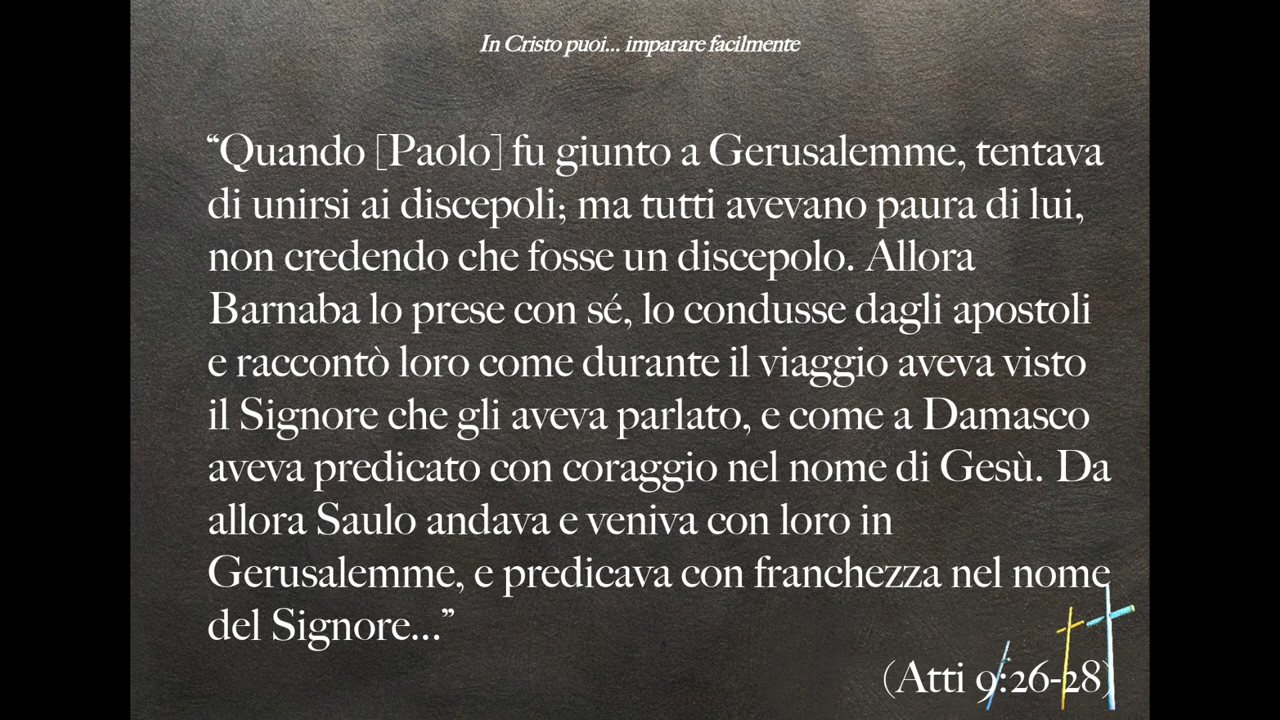 In Cristo puoi... imparare facilmente
“Quando [Paolo] fu giunto a Gerusalemme, tentava
di unirsi ai discepoli; ma tutti avevano paura di lui,
non credendo che fosse un discepolo. Allora
Barnaba lo prese con sé, lo condusse dagli apostoli
e raccontò loro come durante il viaggio aveva visto
il Signore che gli aveva parlato, e come a Damasco
aveva predicato con coraggio nel nome di Gesù. Da
allora Saulo andava e veniva con loro in
Gerusalemme, e predicava con franchezza nel nome
del Signore...”
(Atti 9:26-28)